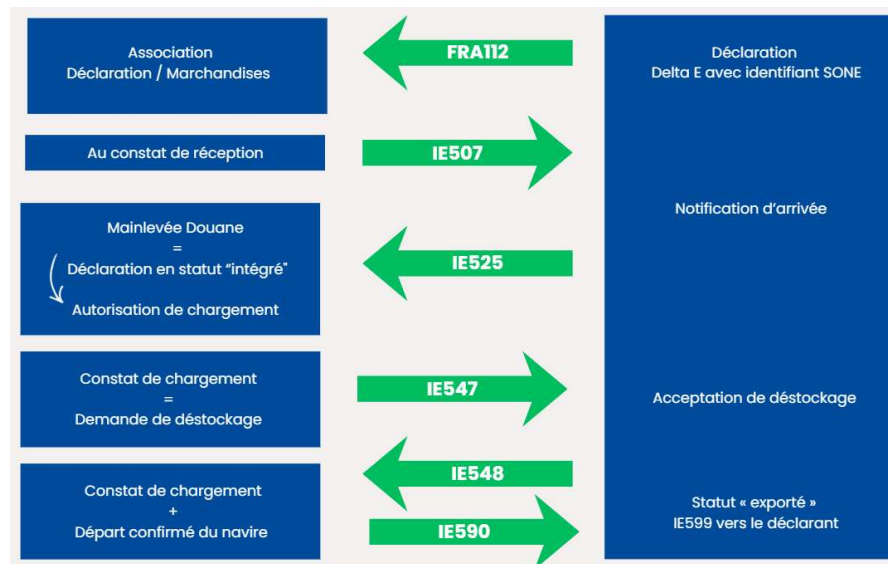 Association
Déclaration / Marchandises
FRA112
Déclaration
Delta E avec identifiant SONE
Au constat de réception
IE507
Notification d’arrivée
Mainlevée Douane
=
Déclaration en statut “intégré"
Autorisation de chargement
IE525
Constat de chargement
=
Demande de déstockage
IE547
Acceptation de déstockage
IE548
Constat de chargement
+
Départ confirmé du navire
IE590
Statut « exporté »
IE599 vers le déclarant